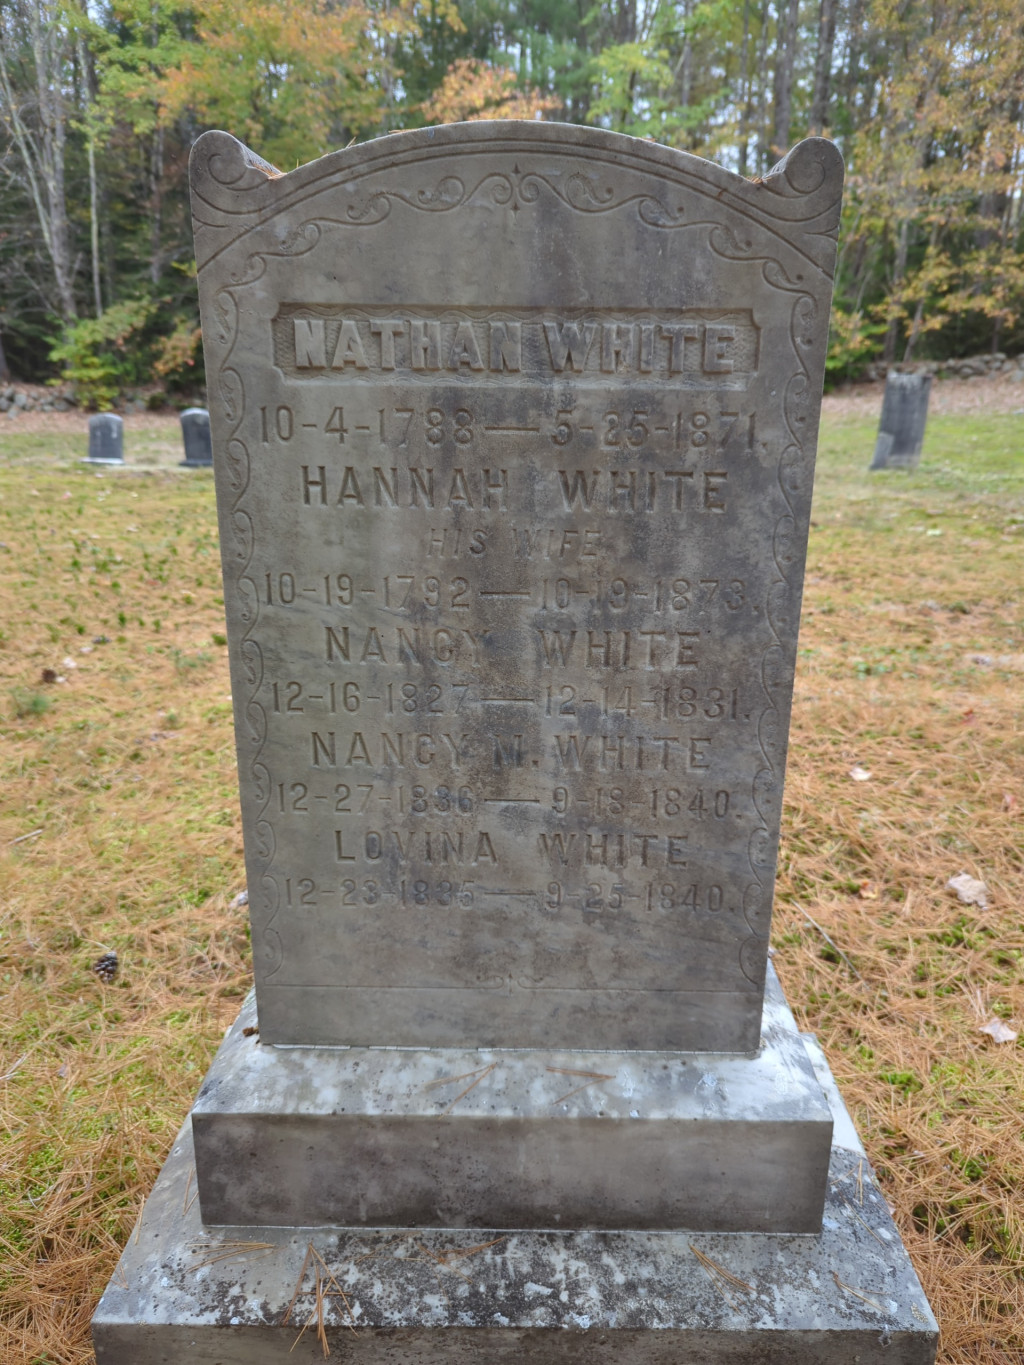 NATHAN WHITE
10-4-1788 — 5-25-1871.
HANNAH WHITE
HIS WIFE
10-19-1792 — 10-19-1873.
NANCY WHITE
12-16-1827 — 12-14-1831.
NANCY M. WHITE
12-27-1836 — 9-18-1840.
LOVINA WHITE
12-23-1835 — 9-25-1840.